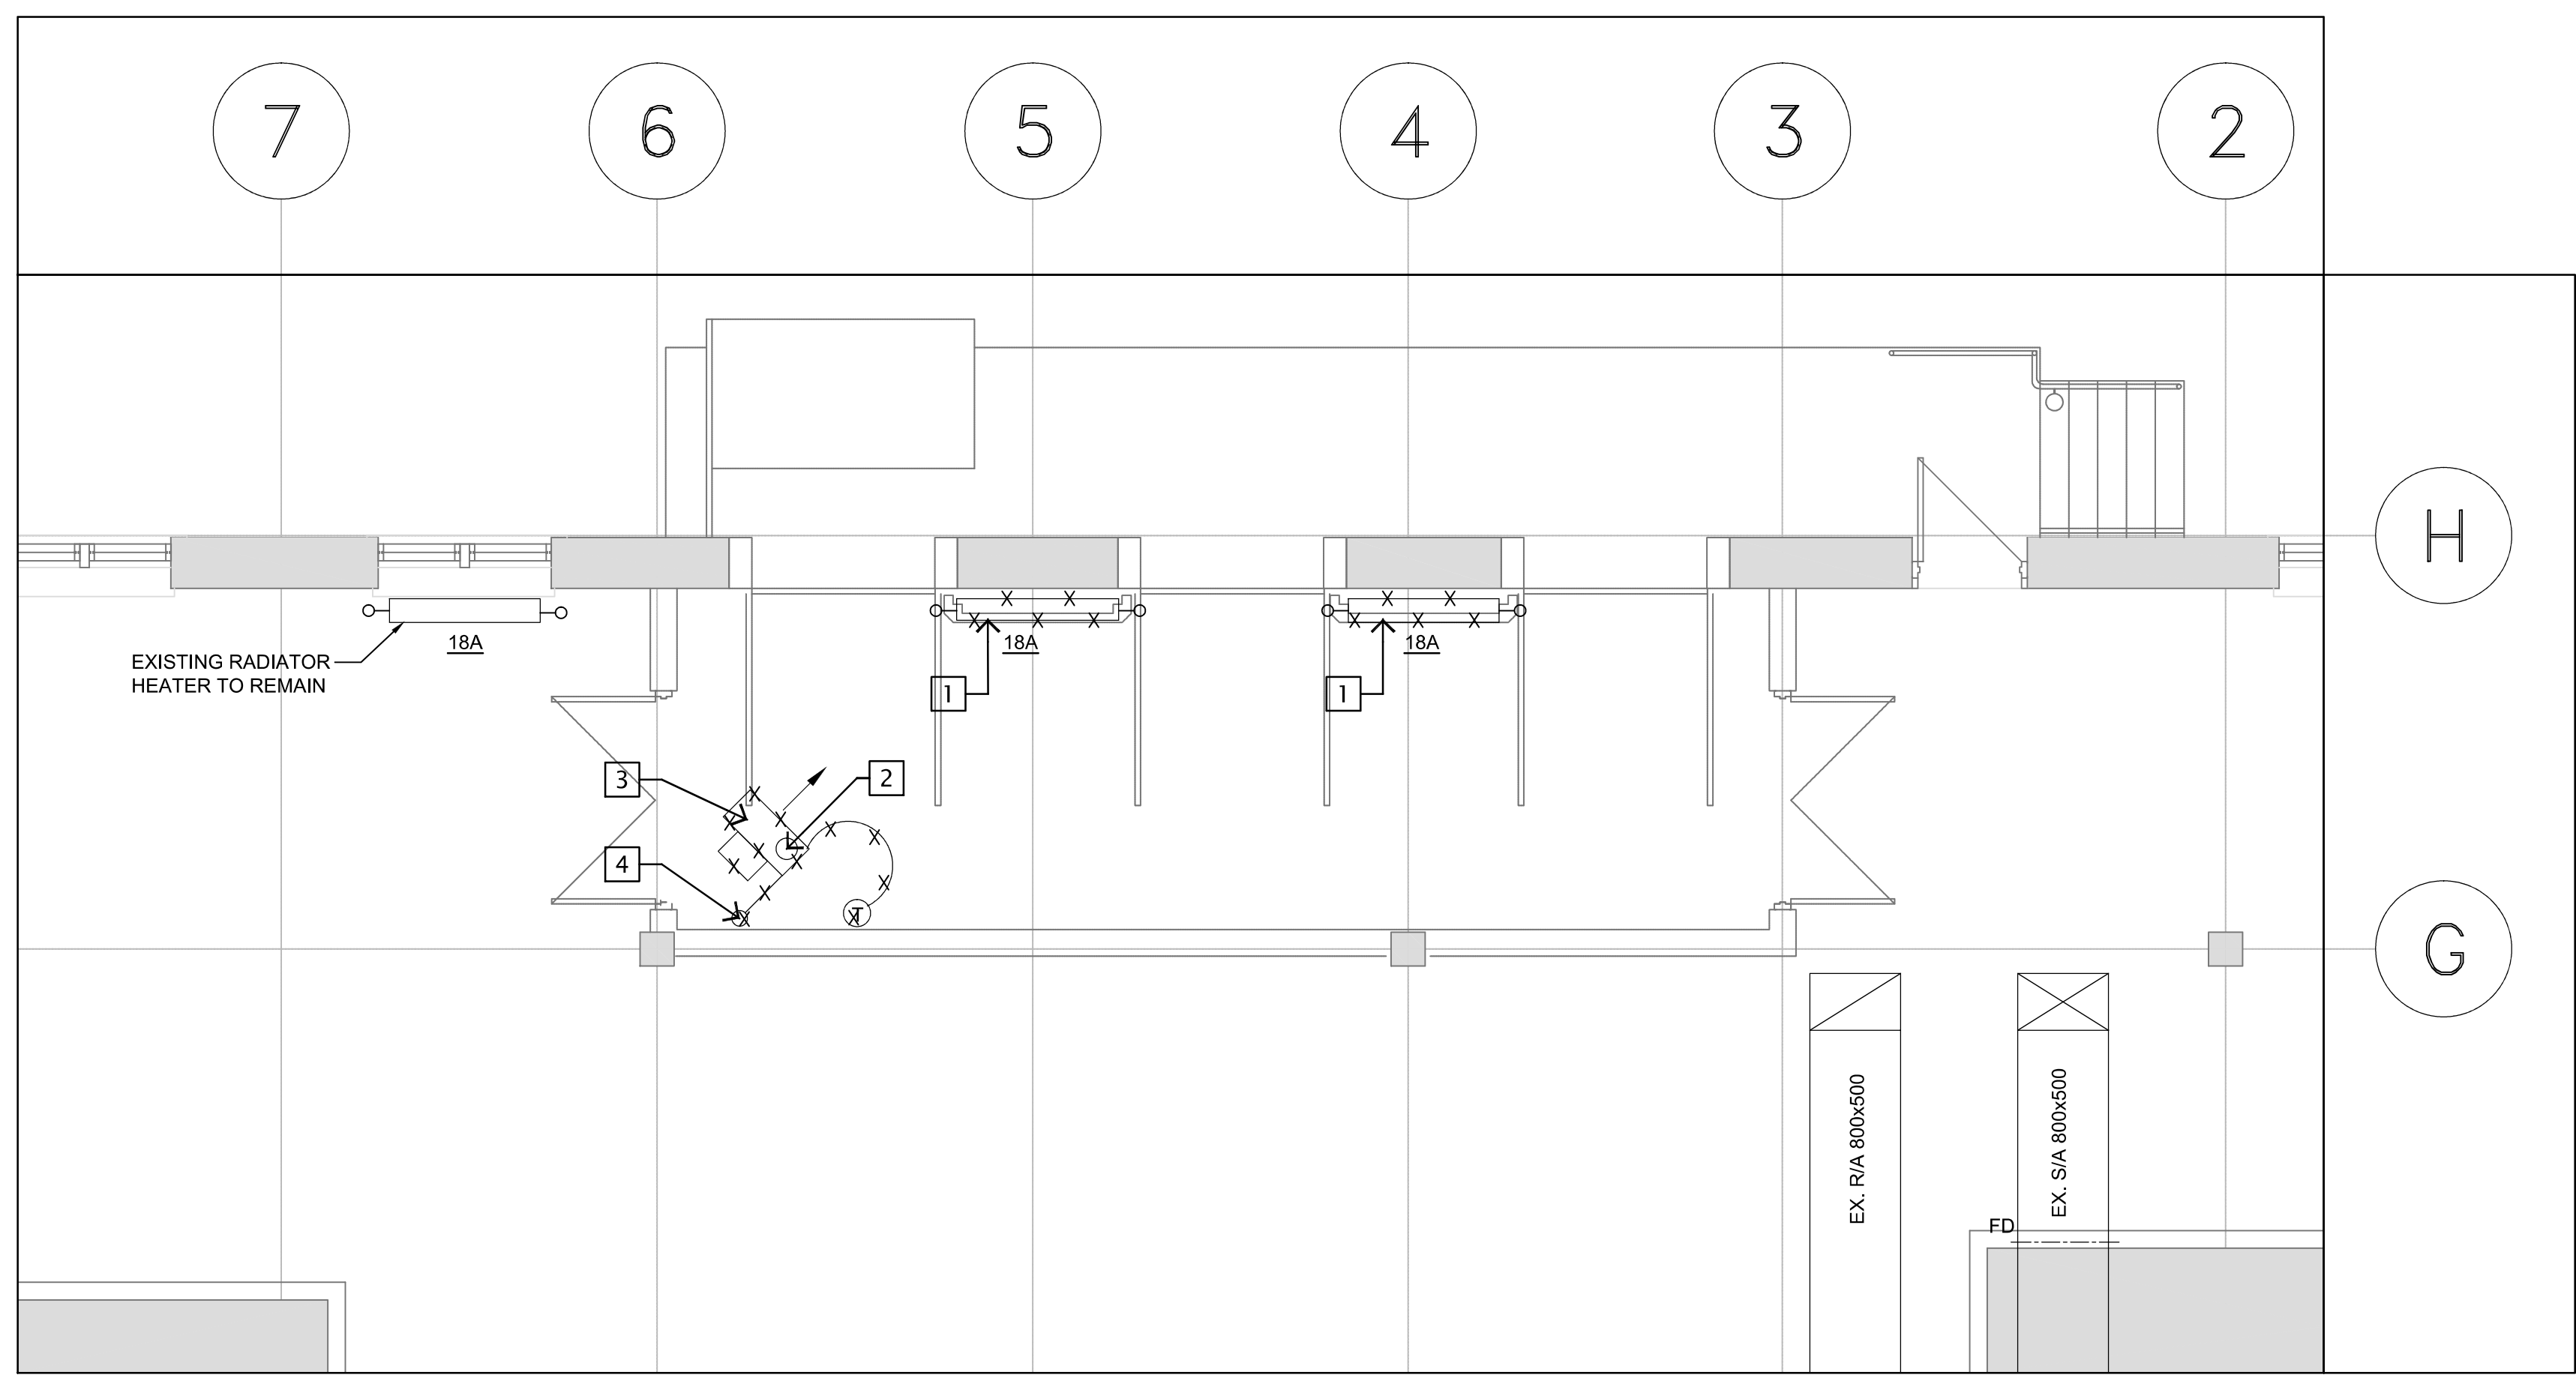 7
6
5
4
3
2
H
18A
18A
18A
EXISTING RADIATOR
HEATER TO REMAIN
1
1
3
2
4
T
G
EX. R/A 800x500
EX. S/A 800x500
FD